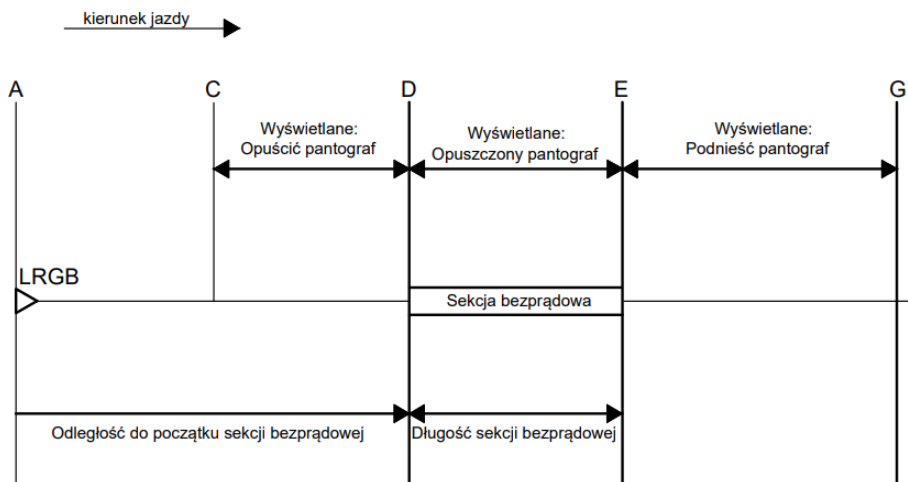 kierunek jazdy
A
C
D
E
G
Wyświetlane:
Opuścić pantograf
Wyświetlane:
Opuszczony pantograf
Wyświetlane:
Podnieść pantograf
LRGB
Sekcja bezprądowa
Odległość do początku sekcji bezprądowej
Długość sekcji bezprądowej